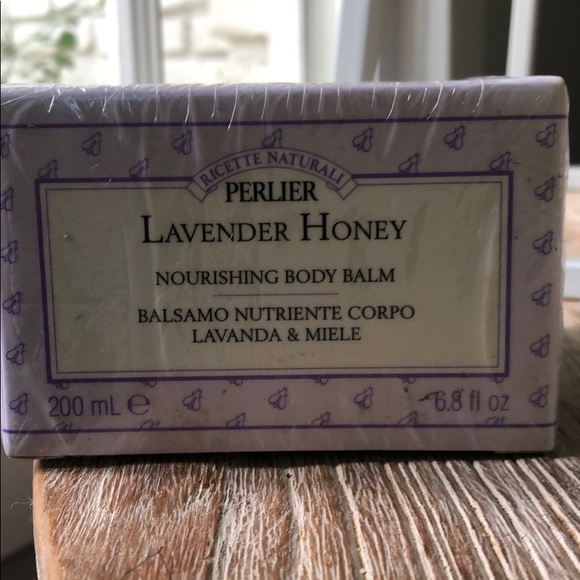 RICETTE NATURALI
PERLIER
LAVENDER HONEY
NOURISHING BODY BALM
BALSAMO NUTRIENTE CORPO
LAVANDA & MIELE
200 mL ℮ 6.8 fl oz